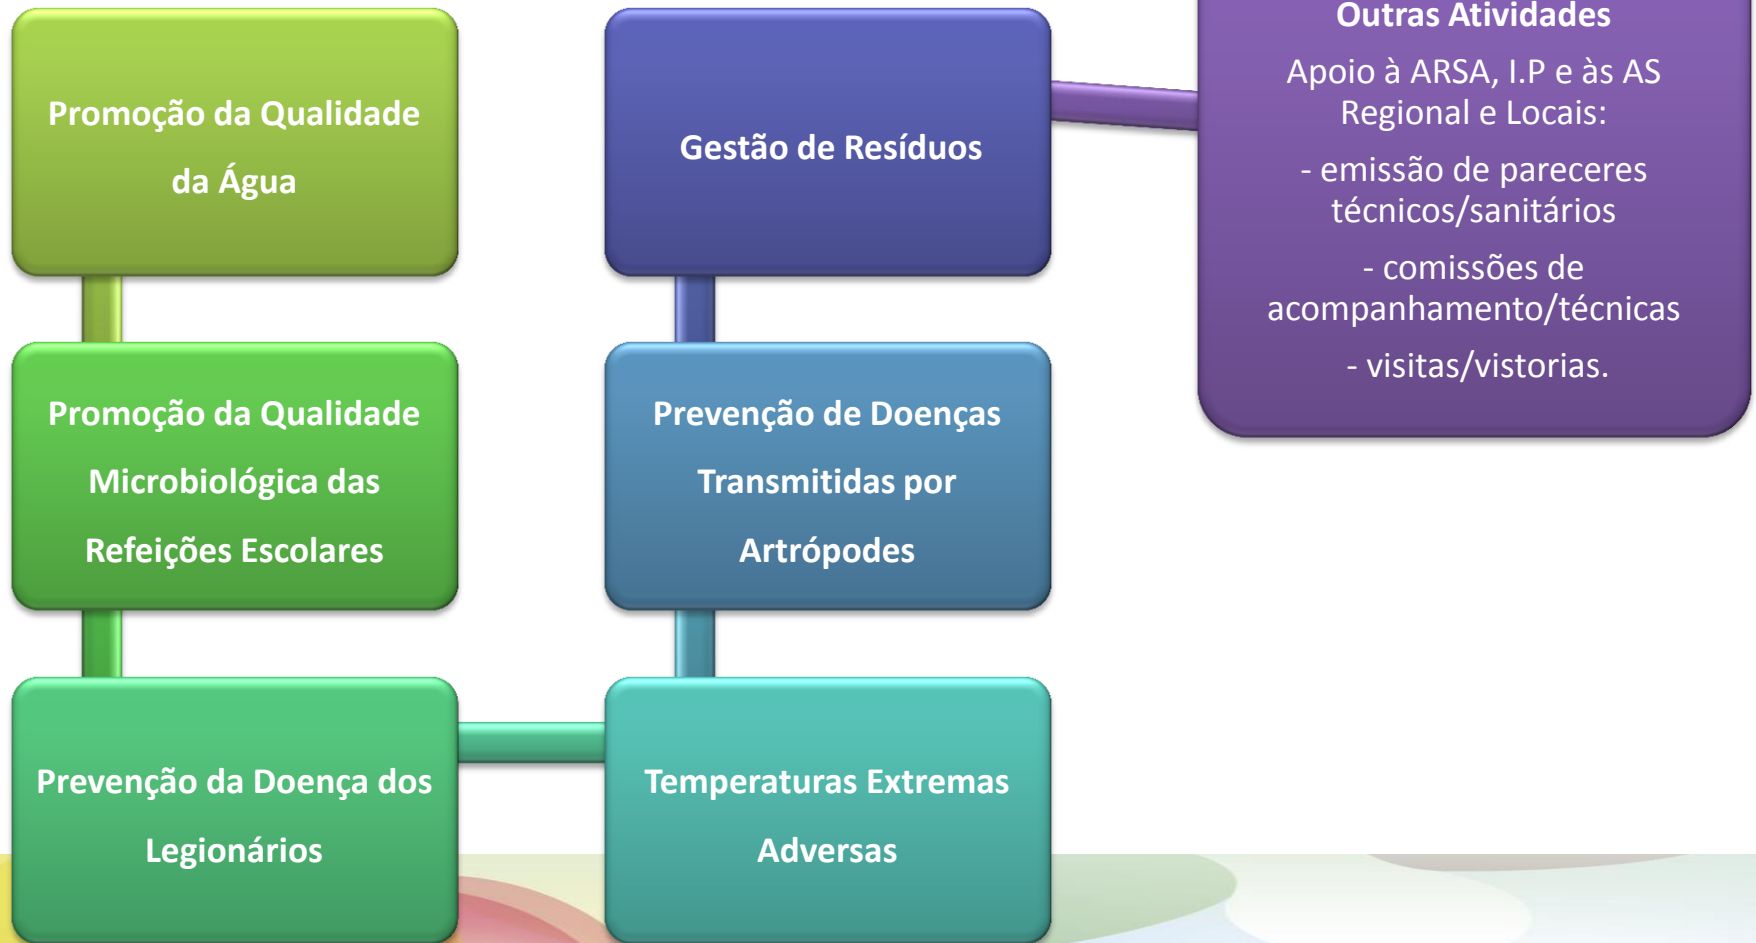 Promoção da Qualidade
da Água
Promoção da Qualidade
Microbiológica das
Refeições Escolares
Prevenção da Doença dos
Legionários
Temperaturas Extremas
Adversas
Prevenção de Doenças
Transmitidas por
Artrópodes
Gestão de Resíduos
Outras Atividades
Apoio à ARSA, I.P e às AS
Regional e Locais:
- emissão de pareceres
técnicos/sanitários
- comissões de
acompanhamento/técnicas
- visitas/vistorias.